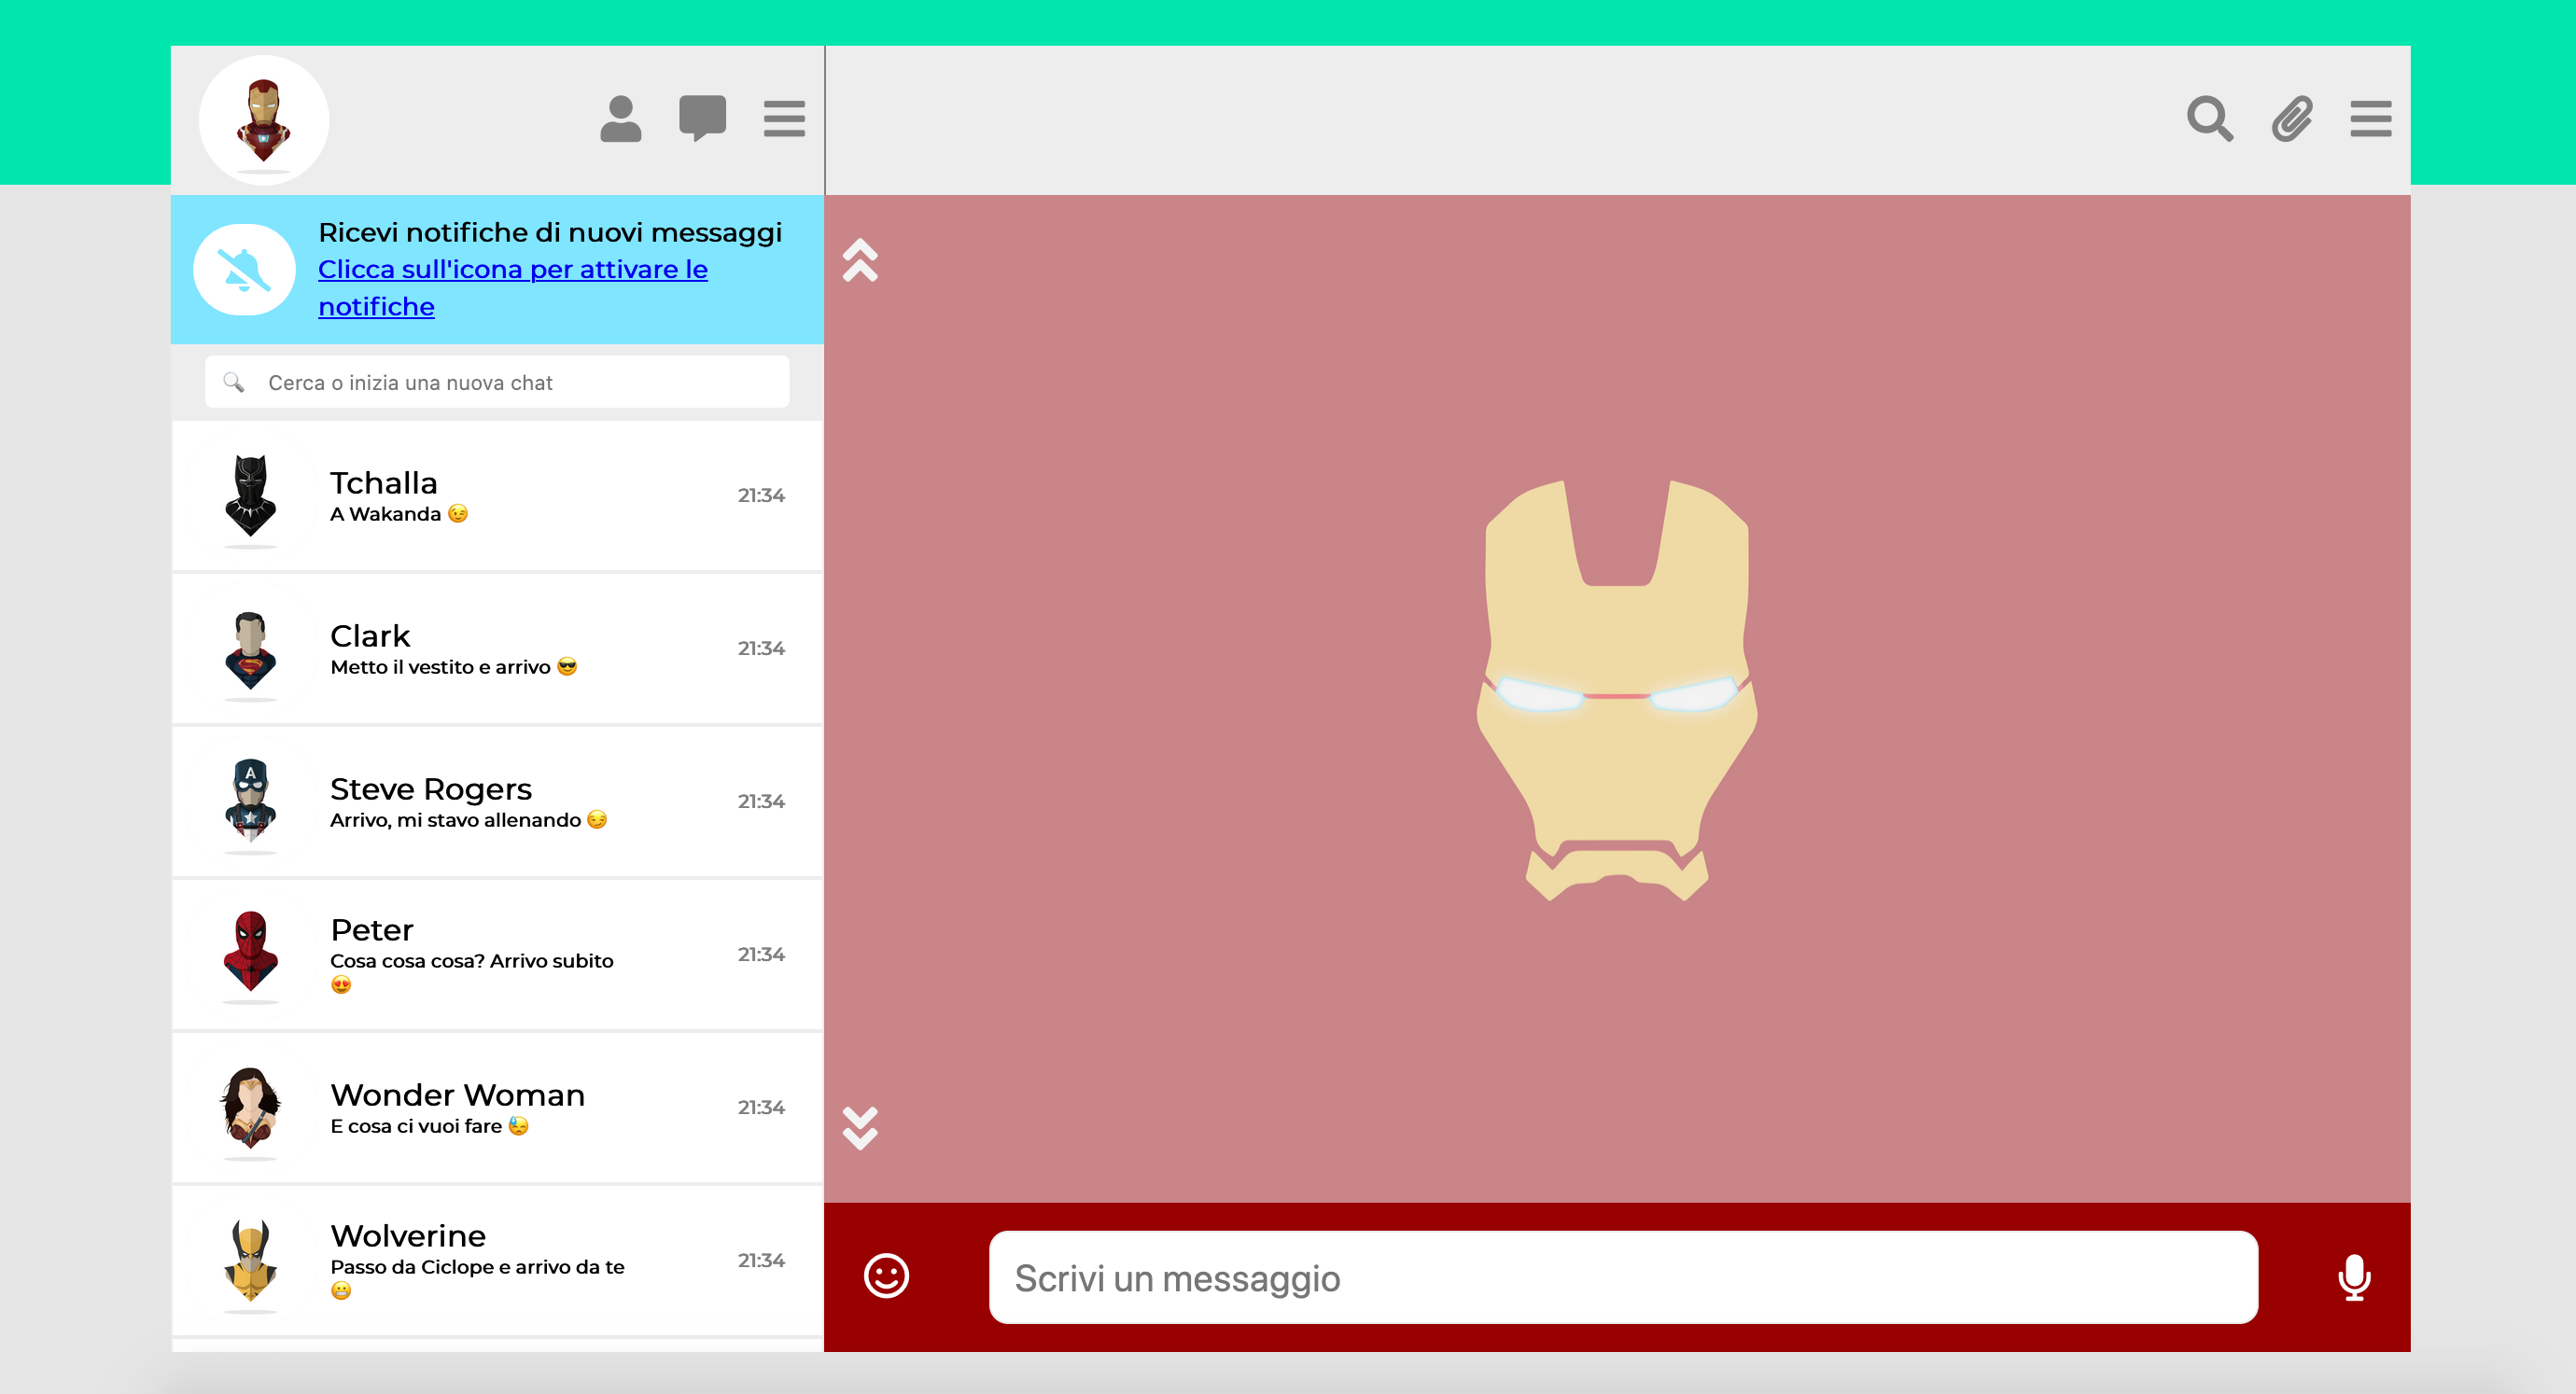 Ricevi notifiche di nuovi messaggi
Clicca sull'icona per attivare le
notifiche
Cerca o inizia una nuova chat
Tchalla
A Wakanda 😉
21:34
Clark
Metto il vestito e arrivo 😎
21:34
Steve Rogers
Arrivo, mi stavo allenando 😏
21:34
Peter
Cosa cosa cosa? Arrivo subito
😍
21:34
Wonder Woman
E cosa ci vuoi fare 😓
21:34
Wolverine
Passo da Ciclope e arrivo da te
😬
21:34
Scrivi un messaggio